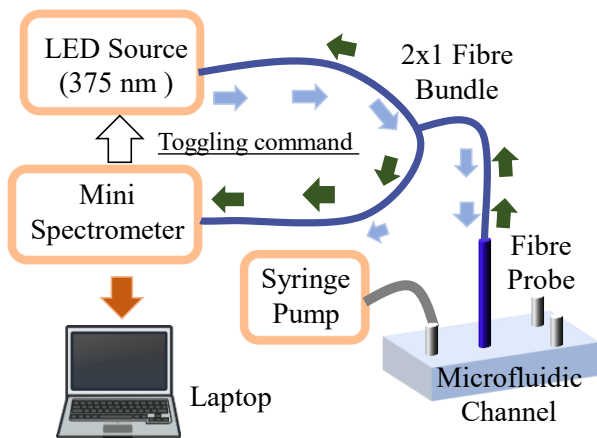 LED Source
(375 nm )
2x1 Fibre
Bundle
Toggling command
Mini
Spectrometer
Syringe
Pump
Fibre
Probe
Laptop
Microfluidic
Channel